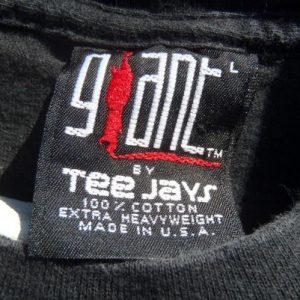 giant L
TM
BY
Tee Jays
100% COTTON
EXTRA HEAVYWEIGHT
MADE IN U.S.A.